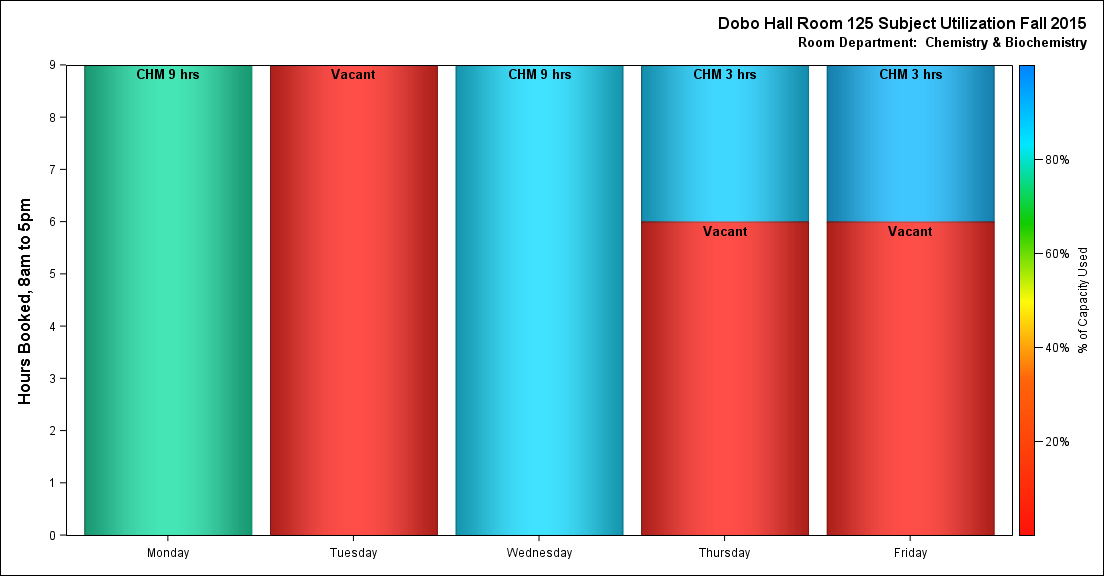 Dobo Hall Room 125 Subject Utilization Fall 2015
Room Department:  Chemistry & Biochemistry
Hours Booked, 8am to 5pm
9
8
7
6
5
4
3
2
1
0
CHM 9 hrs
Vacant
CHM 9 hrs
CHM 3 hrs
CHM 3 hrs
Vacant
Vacant
Monday
Tuesday
Wednesday
Thursday
Friday
80%
60%
40%
20%
% of Capacity Used